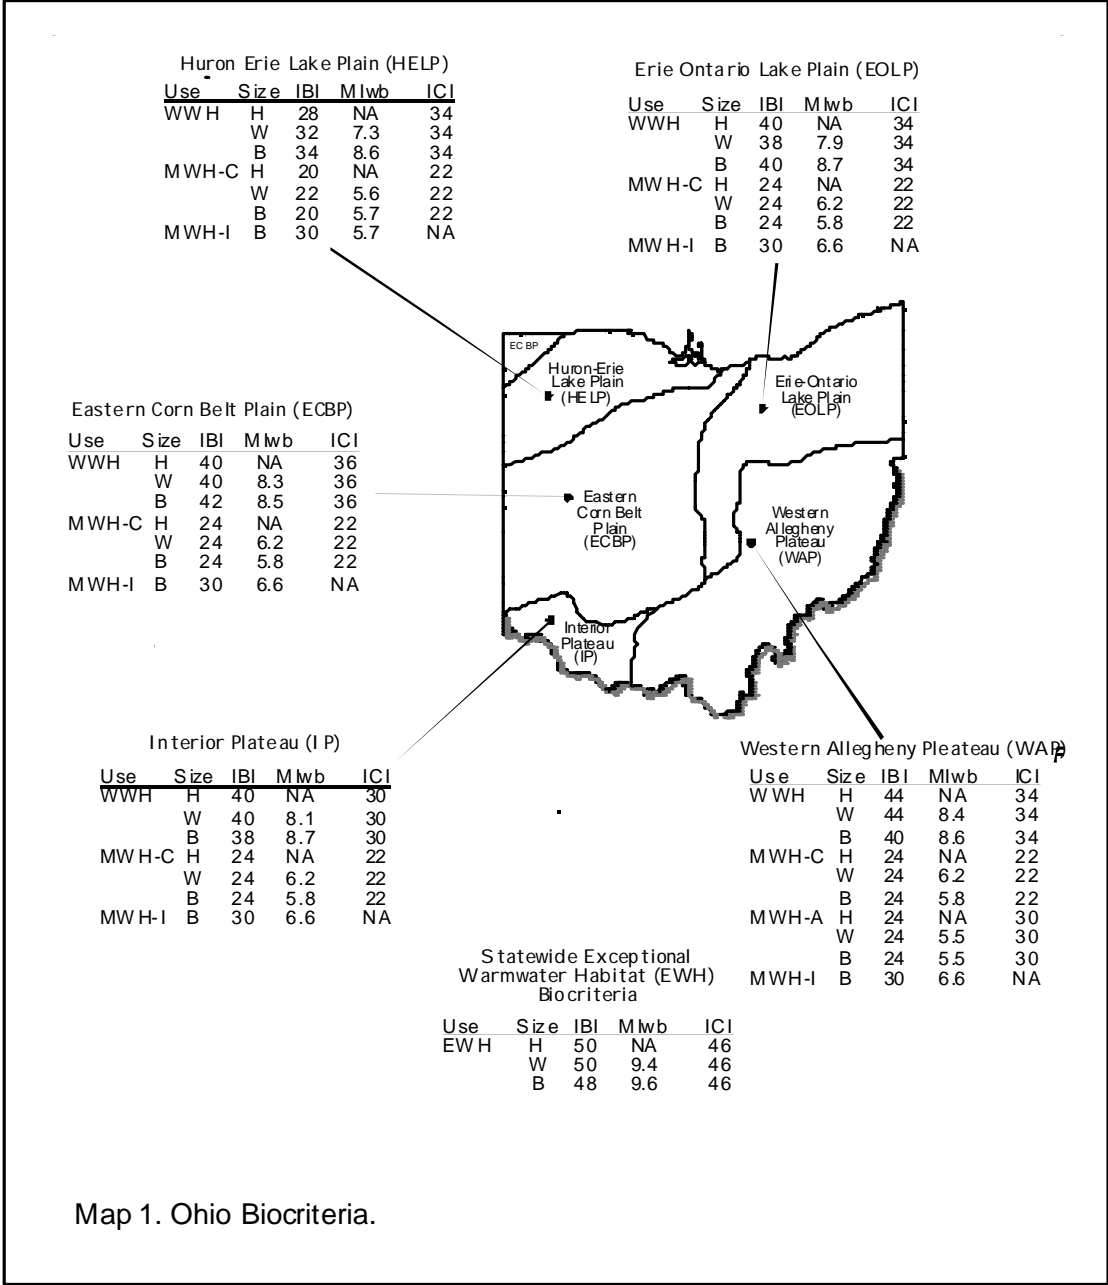 Huron Erie Lake Plain (HELP)
Use Size IBI MIwb ICI
WWH H 28 NA 34
W 32 7.3 34
B 34 8.6 34
MWH-C H 20 NA 22
W 22 5.6 22
B 20 5.7 22
MWH-I B 30 5.7 NA
Erie Ontario Lake Plain (EOLP)
Use Size IBI MIwb ICI
WWH H 40 NA 34
W 38 7.9 34
B 40 8.7 34
MWH-C H 24 NA 22
W 24 6.2 22
B 24 5.8 22
MWH-I B 30 6.6 NA
ECBP
Huron-Erie
Lake Plain
(HELP)
Erie-Ontario
Lake Plain
(EOLP)
Eastern Corn Belt Plain (ECBP)
Use Size IBI MIwb ICI
WWH H 40 NA 36
W 40 8.3 36
B 42 8.5 36
MWH-C H 24 NA 22
W 24 6.2 22
B 24 5.8 22
MWH-I B 30 6.6 NA
Eastern
Corn Belt
Plain
(ECBP)
Western
Allegheny
Plateau
(WAP)
Interior
Plateau
(IP)
Interior Plateau (IP)
Use Size IBI MIwb ICI
WWH H 40 NA 30
W 40 8.1 30
B 38 8.7 30
MWH-C H 24 NA 22
W 24 6.2 22
B 24 5.8 22
MWH-I B 30 6.6 NA
Western Allegheny Pleateau (WAP)
Use Size IBI MIwb ICI
WWH H 44 NA 34
W 44 8.4 34
B 40 8.6 34
MWH-C H 24 NA 22
W 24 6.2 22
B 24 5.8 22
MWH-A H 24 NA 30
W 24 5.5 30
B 24 5.5 30
MWH-I B 30 6.6 NA
Statewide Exceptional
Warmwater Habitat (EWH)
Biocriteria
Use Size IBI MIwb ICI
EWH H 50 NA 46
W 50 9.4 46
B 48 9.6 46
Map 1. Ohio Biocriteria.